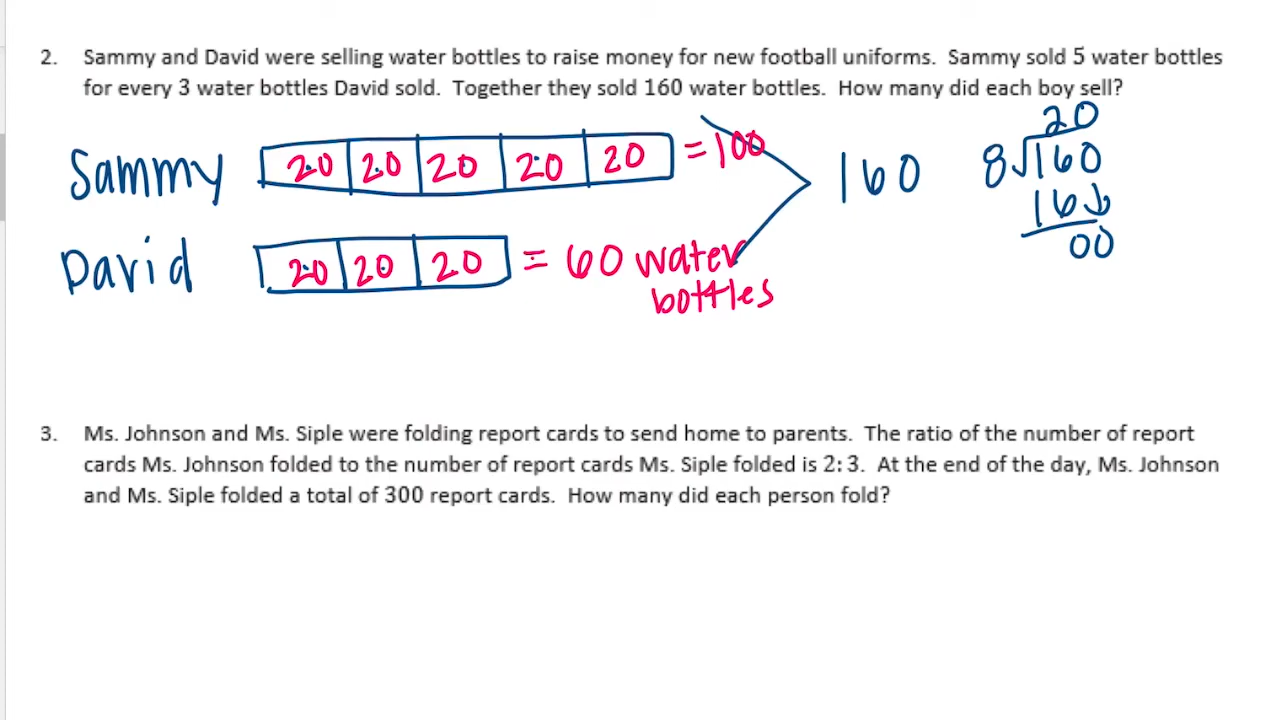 2. Sammy and David were selling water bottles to raise money for new football uniforms. Sammy sold 5 water bottles
for every 3 water bottles David sold. Together they sold 160 water bottles. How many did each boy sell?
20
Sammy 20 20 20 20 20 = 100 160 8 160
16
00
David 20 20 20 = 60 water
bottles
3. Ms. Johnson and Ms. Siple were folding report cards to send home to parents. The ratio of the number of report
cards Ms. Johnson folded to the number of report cards Ms. Siple folded is 2:3. At the end of the day, Ms. Johnson
and Ms. Siple folded a total of 300 report cards. How many did each person fold?